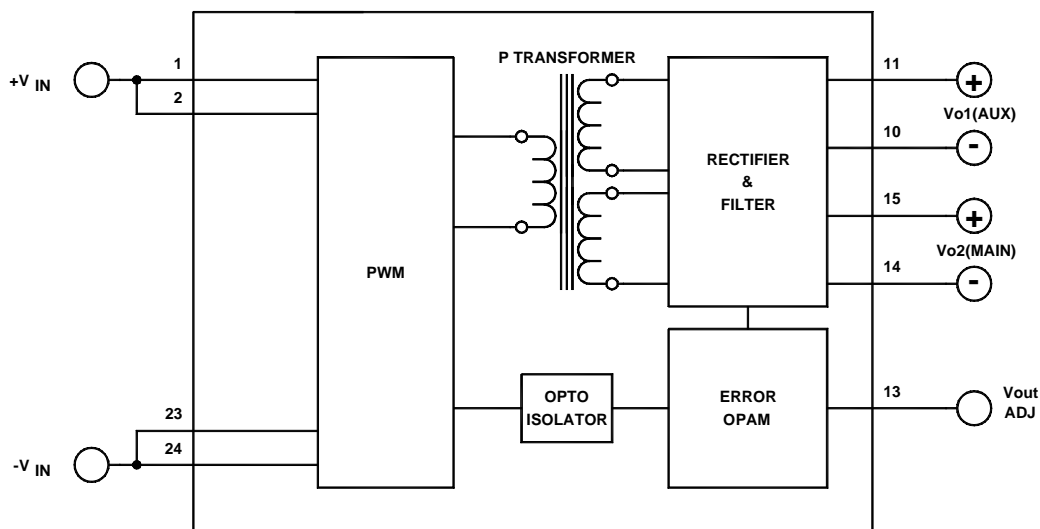 1
P TRANSFORMER
11
+V IN
2
+
Vo1(AUX)
10
-
RECTIFIER
&
FILTER
15
+
PWM
Vo2(MAIN)
14
-
OPTO
ISOLATOR
ERROR
OPAM
13
Vout
ADJ
23
24
-V IN